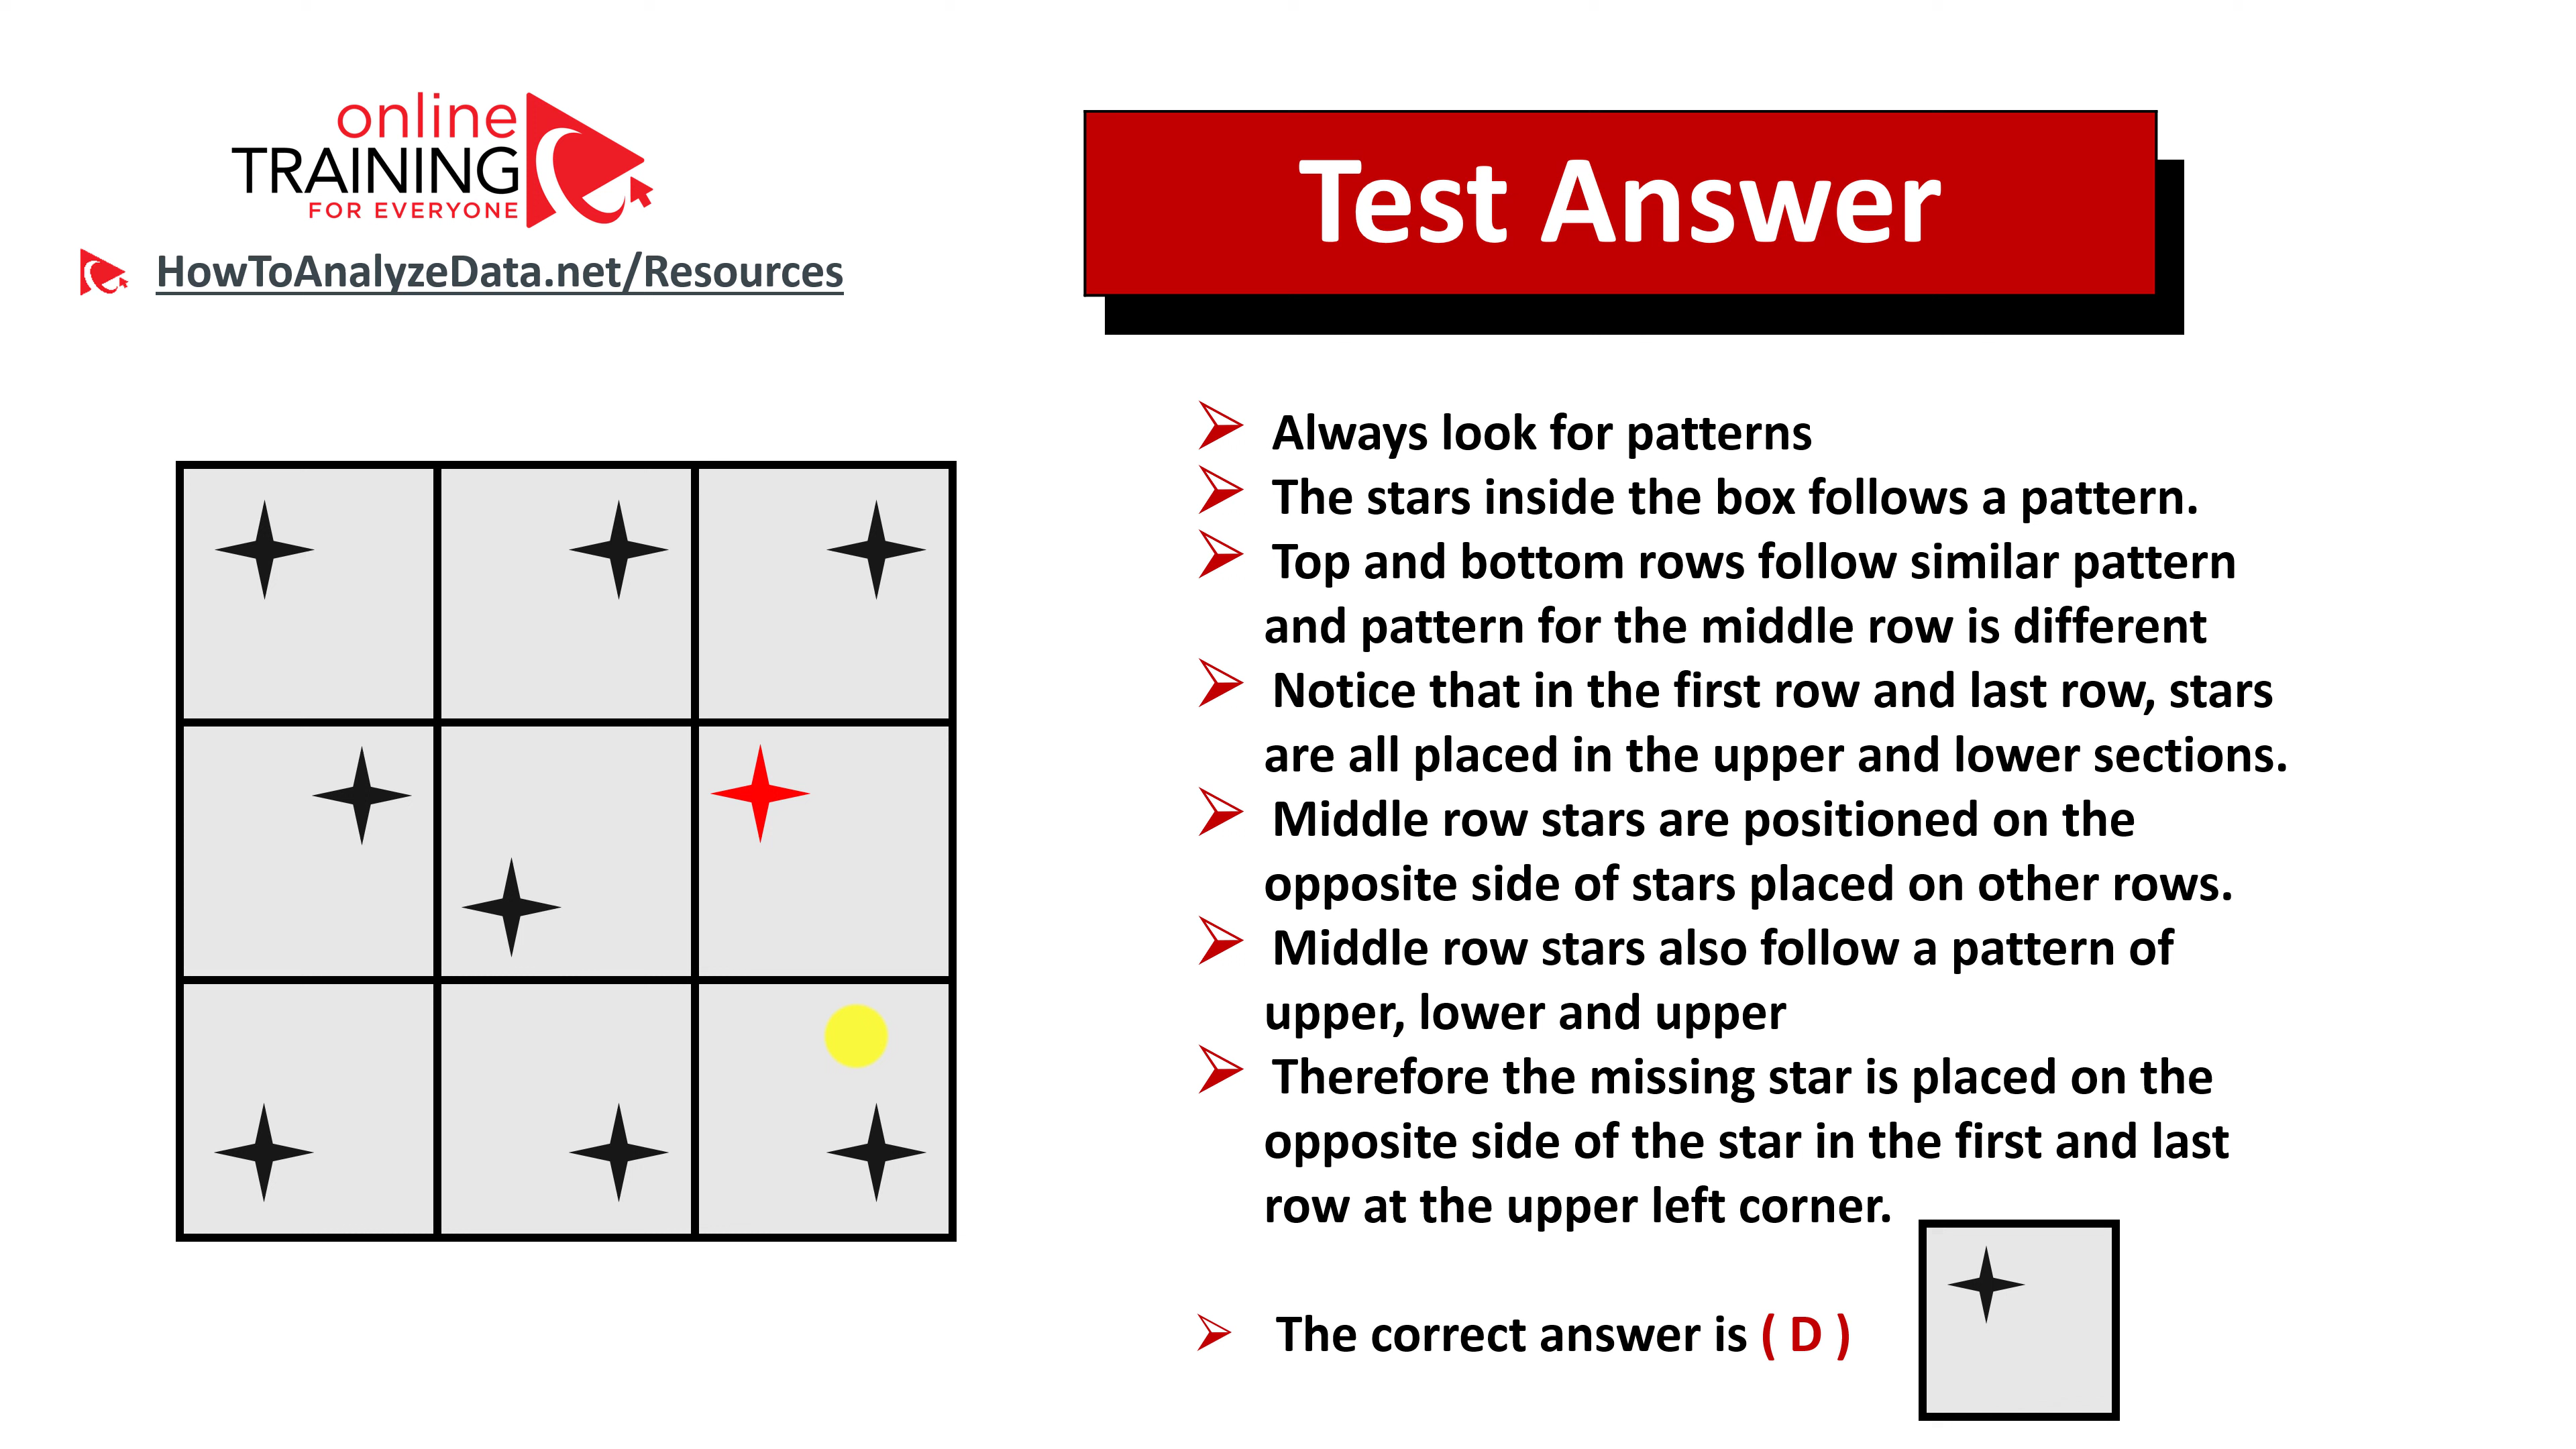 online
TRAINING
FOR EVERYONE
HowToAnalyzeData.net/Resources
Test Answer
Always look for patterns
The stars inside the box follows a pattern.
Top and bottom rows follow similar pattern
and pattern for the middle row is different
Notice that in the first row and last row, stars
are all placed in the upper and lower sections.
Middle row stars are positioned on the
opposite side of stars placed on other rows.
Middle row stars also follow a pattern of
upper, lower and upper
Therefore the missing star is placed on the
opposite side of the star in the first and last
row at the upper left corner.
The correct answer is ( D )